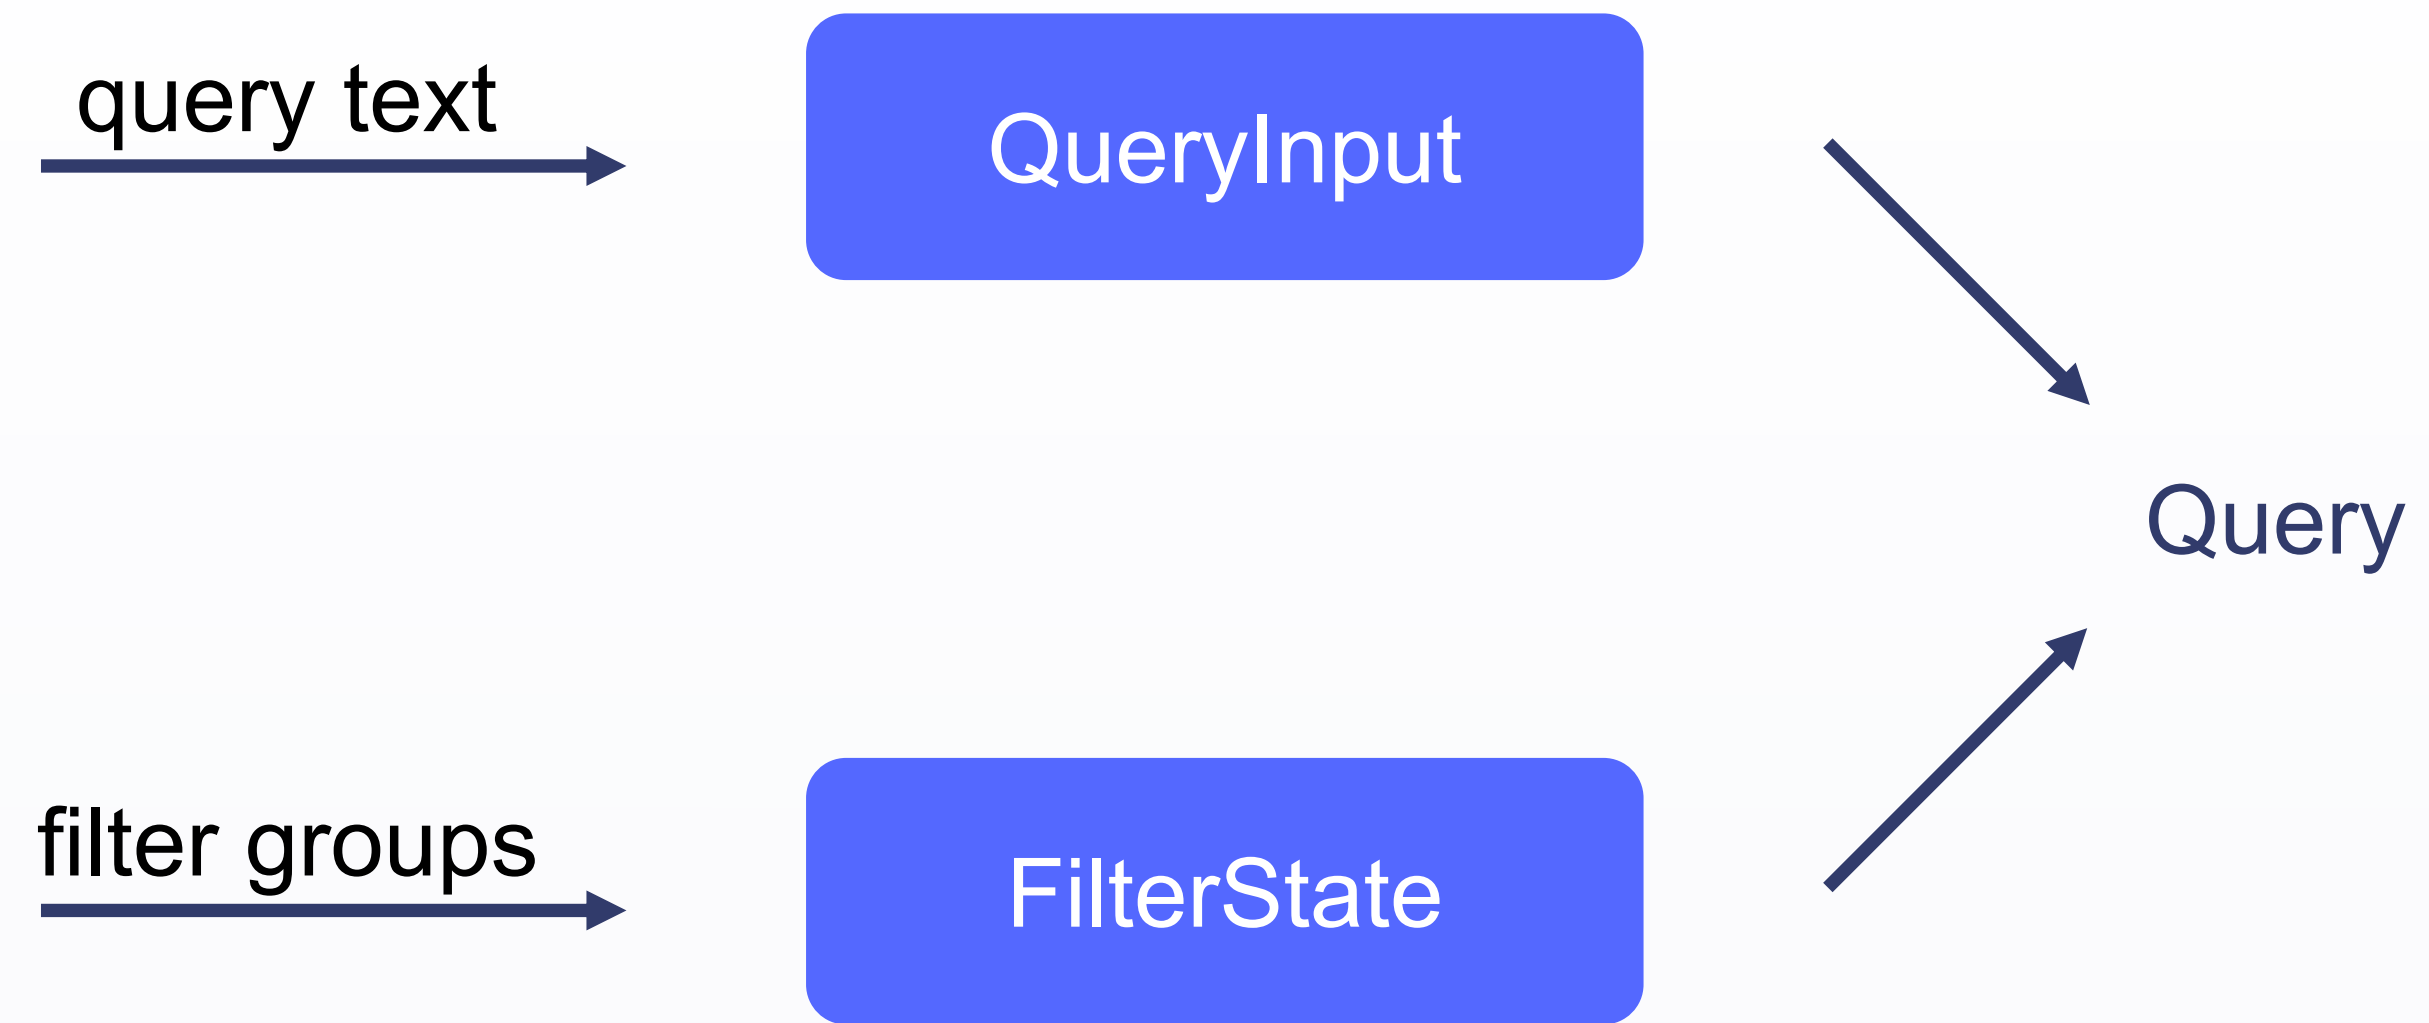 query text
QueryInput
Query
filter groups
FilterState